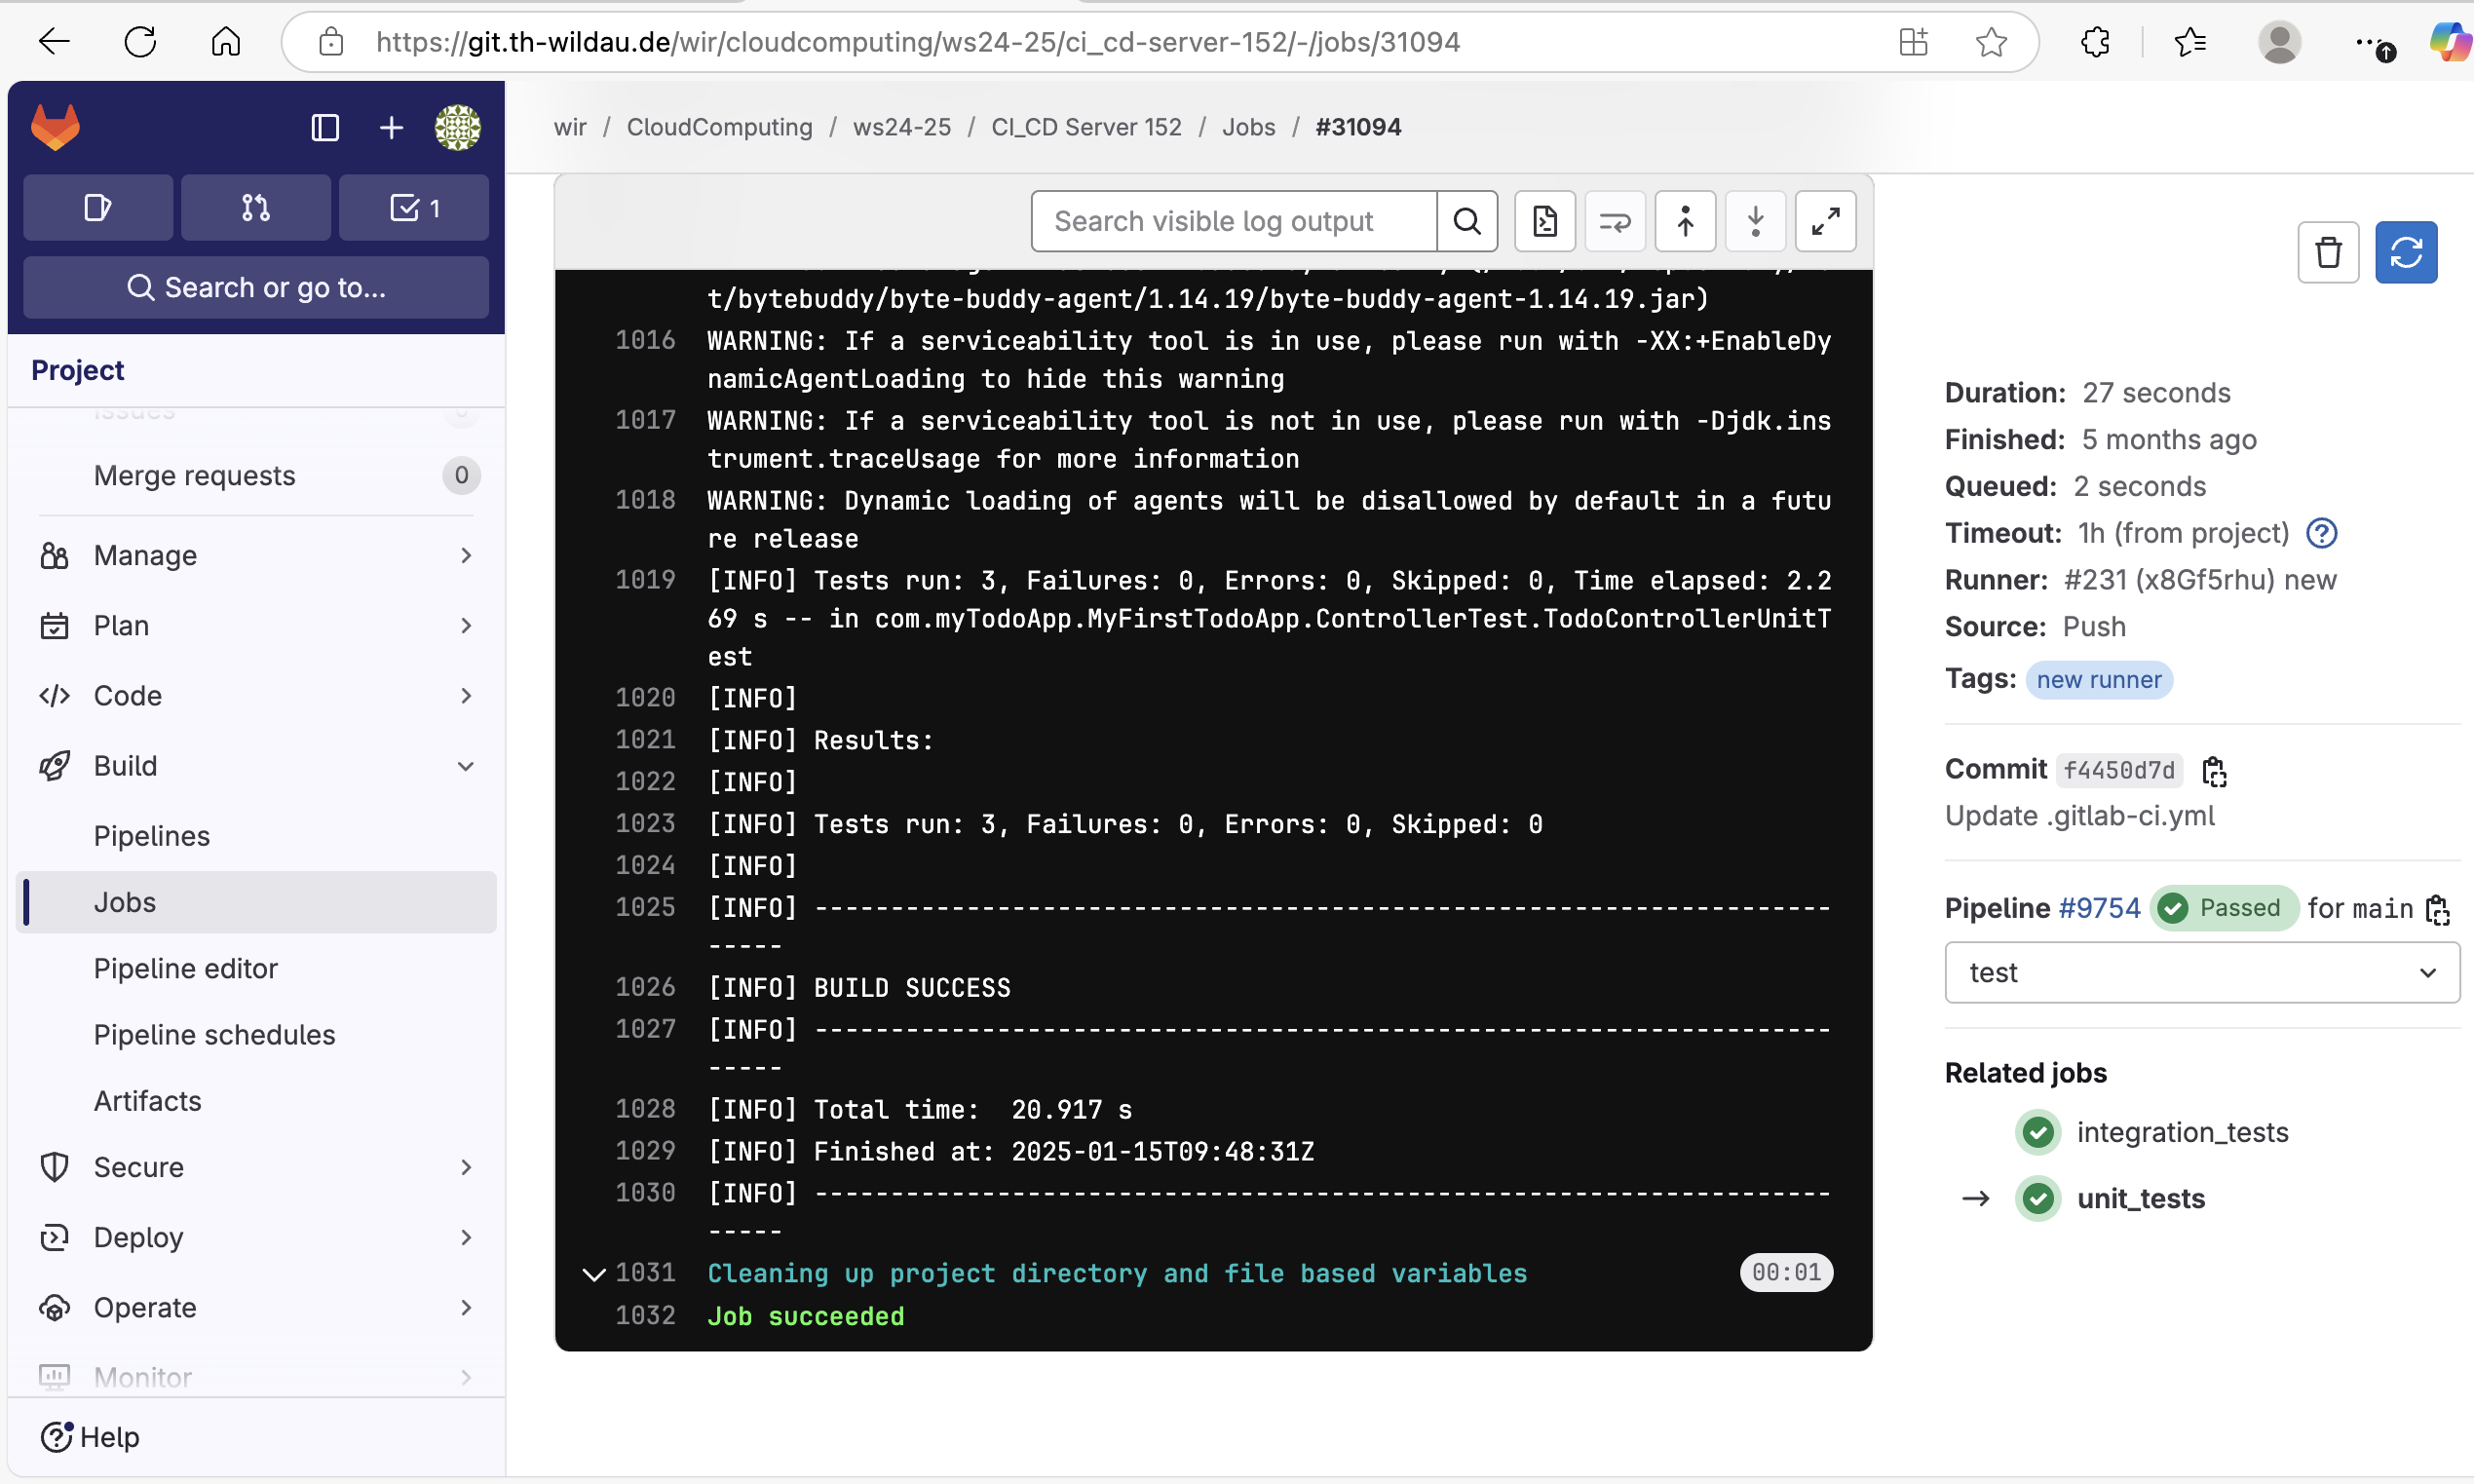 https://git.th-wildau.de/wir/cloudcomputing/ws24-25/ci_cd-server-152/-/jobs/31094
1
Search or go to...
Project
Issues
0
Merge requests
0
Manage
Plan
Code
Build
Pipelines
Jobs
Pipeline editor
Pipeline schedules
Artifacts
Secure
Deploy
Operate
Monitor
Help
wir / CloudComputing / ws24-25 / CI_CD Server 152 / Jobs / #31094
Search visible log output
t/bytebuddy/byte-buddy-agent/1.14.19/byte-buddy-agent-1.14.19.jar)
1016 WARNING: If a serviceability tool is in use, please run with -XX:+EnableDy
namicAgentLoading to hide this warning
1017 WARNING: If a serviceability tool is not in use, please run with -Djdk.ins
trument.traceUsage for more information
1018 WARNING: Dynamic loading of agents will be disallowed by default in a futu
re release
1019 [INFO] Tests run: 3, Failures: 0, Errors: 0, Skipped: 0, Time elapsed: 2.2
69 s -- in com.myTodoApp.MyFirstTodoApp.ControllerTest.TodoControllerUnitT
est
1020 [INFO]
1021 [INFO] Results:
1022 [INFO]
1023 [INFO] Tests run: 3, Failures: 0, Errors: 0, Skipped: 0
1024 [INFO]
1025 [INFO] -------------------------------------------------------------------
-----
1026 [INFO] BUILD SUCCESS
1027 [INFO] -------------------------------------------------------------------
-----
1028 [INFO] Total time:  20.917 s
1029 [INFO] Finished at: 2025-01-15T09:48:31Z
1030 [INFO] -------------------------------------------------------------------
-----
1031 Cleaning up project directory and file based variables 00:01
1032 Job succeeded
Duration: 27 seconds
Finished: 5 months ago
Queued: 2 seconds
Timeout: 1h (from project)
Runner: #231 (x8Gf5rhu) new
Source: Push
Tags: new runner
Commit f4450d7d
Update .gitlab-ci.yml
Pipeline #9754 Passed for main
test
Related jobs
integration_tests
unit_tests